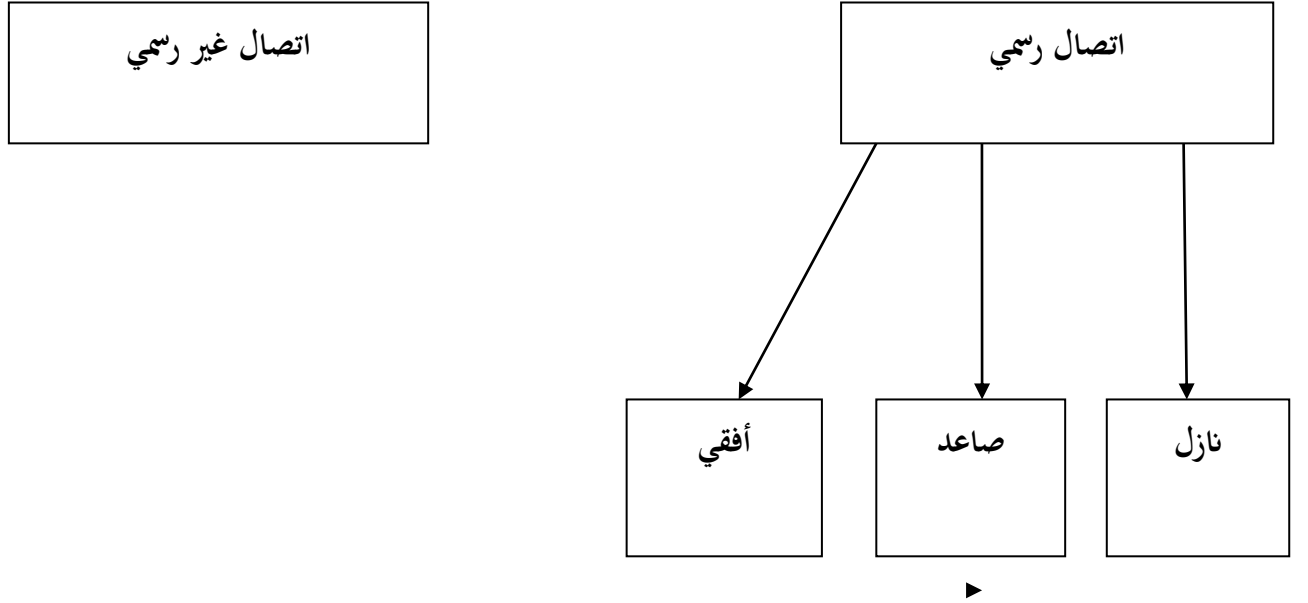 اتصال رسمي
اتصال غير رسمي
نازل
صاعد
أفقي